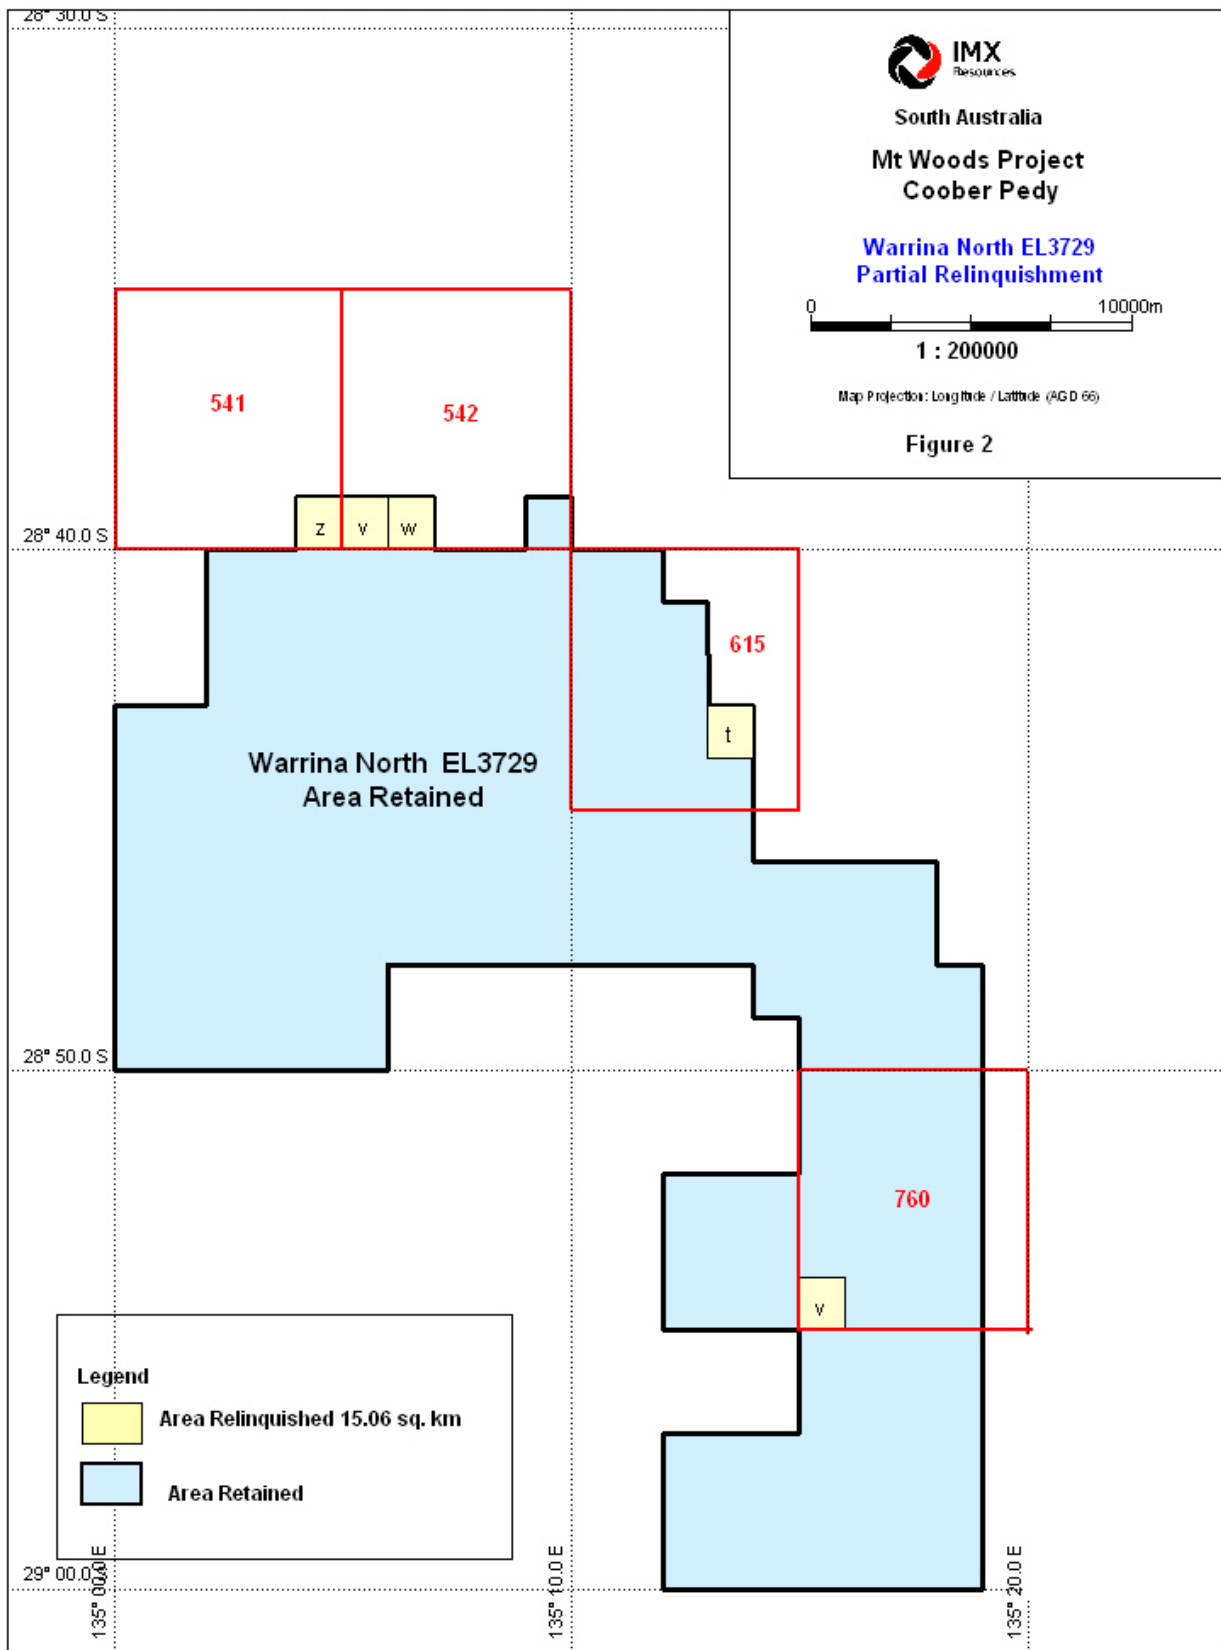 28° 30.0 S
IMX
Resources
South Australia
Mt Woods Project
Coober Pedy
Warrina North EL3729
Partial Relinquishment
0 10000m
1 : 200000
Map Projection: Longitude / Latitude (AGD 66)
Figure 2
541
542
z v w
28° 40.0 S
615
t
Warrina North EL3729
Area Retained
28° 50.0 S
760
v
Legend
Area Relinquished 15.06 sq. km
Area Retained
29° 00.0 S
135° 00.0 E
135° 10.0 E
135° 20.0 E